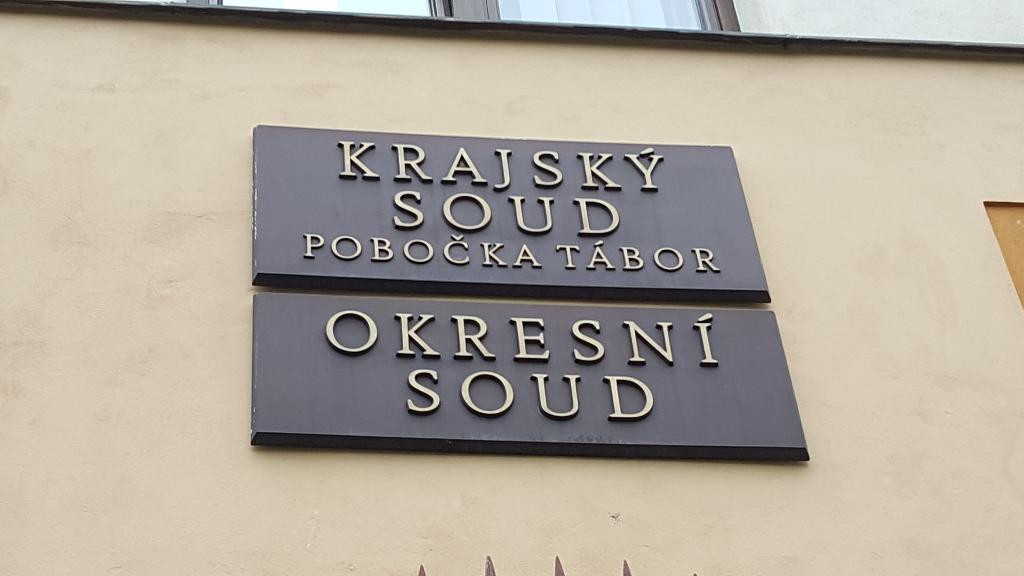 KRAJSKÝ
SOUD
POBOČKA TÁBOR
OKRESNÍ
SOUD